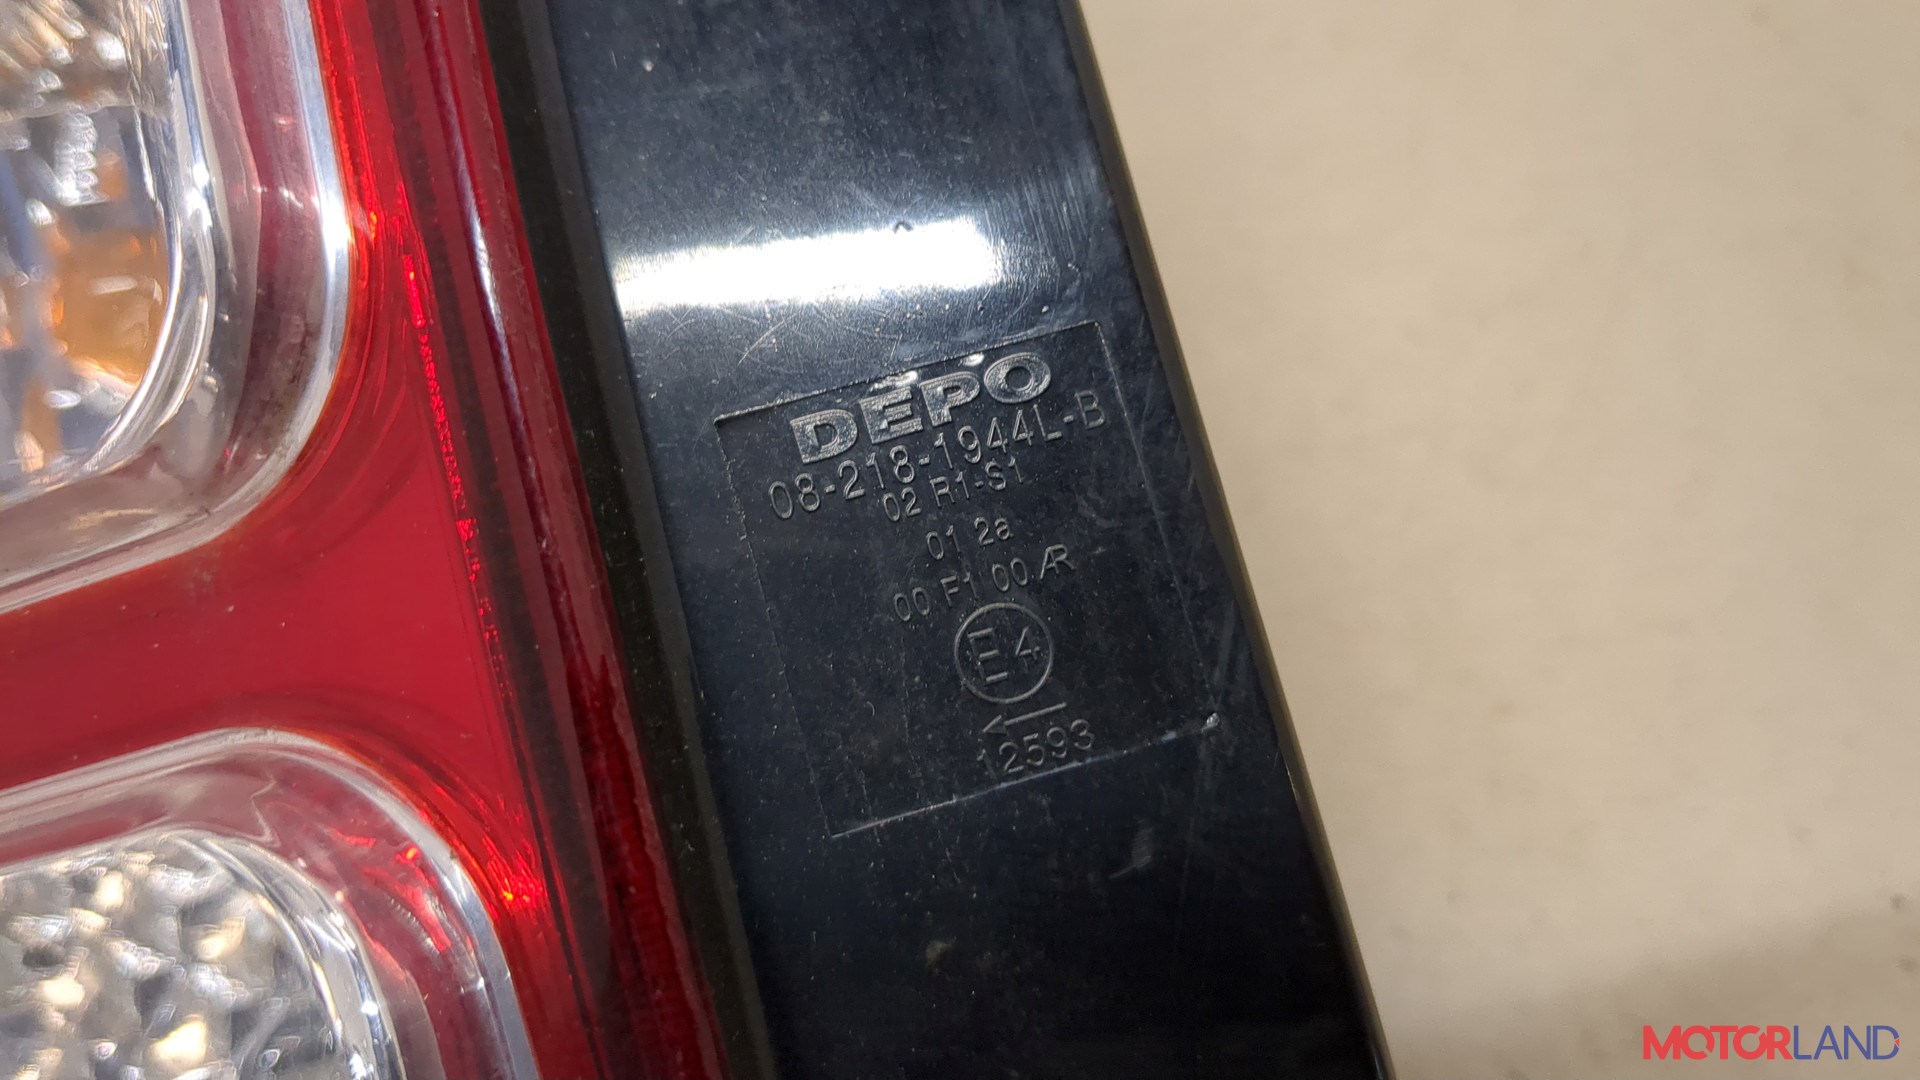 DEPO
08-218-1944L-B
02 R1-S1
01 2a
00 F1 00 AR
E4
←
12593
MOTORLAND